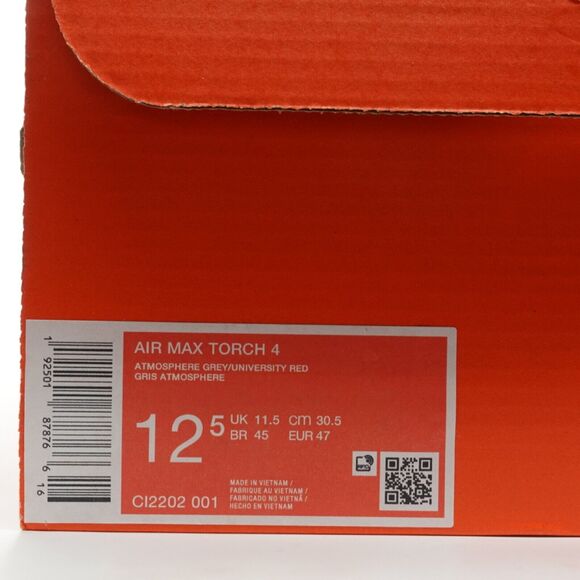 AIR MAX TORCH 4
ATMOSPHERE GREY/UNIVERSITY RED
GRIS ATMOSPHERE
12 5 UK 11.5 CM 30.5
BR 45 EUR 47
MADE IN VIETNAM /
FABRIQUE AU VIETNAM /
FABRICADO NO VIETNÃ /
HECHO EN VIETNAM
CI2202 001
1 92501 87876 6
16